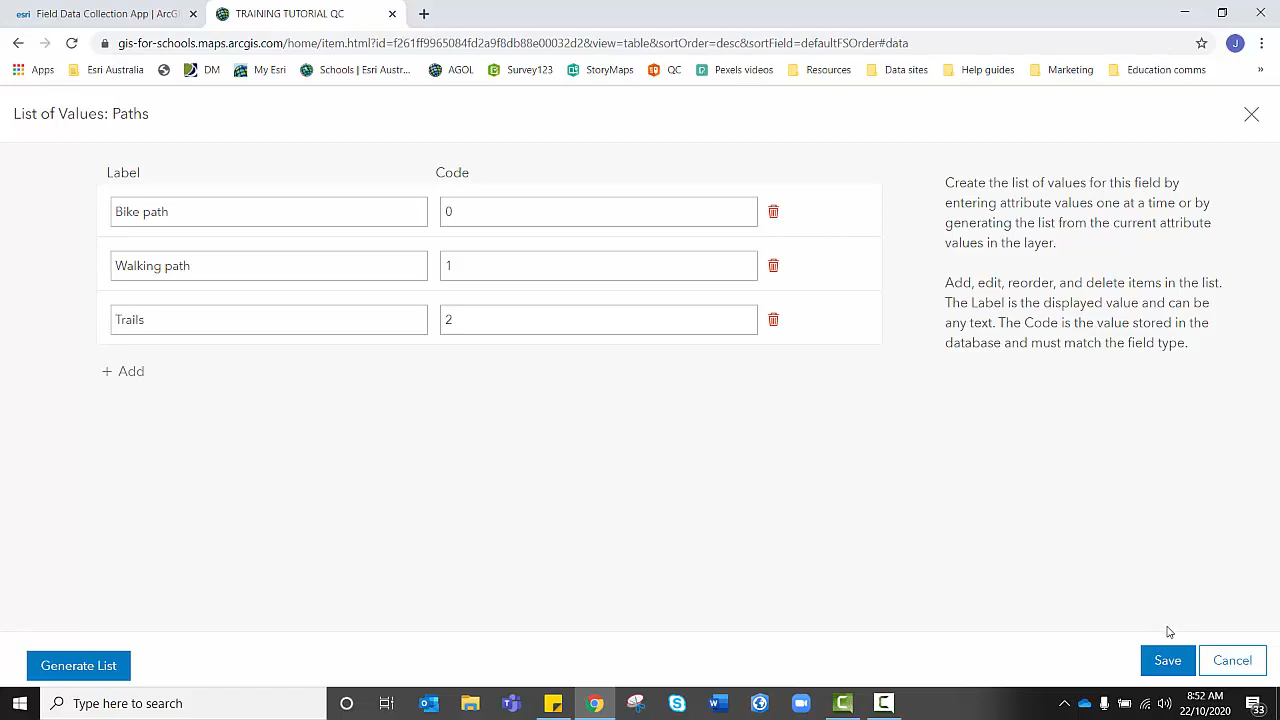 esri Field Data Collection App | ArcGI
TRAINING TUTORIAL QC
gis-for-schools.maps.arcgis.com/home/item.html?id=f261ff9965084fd2a9f8db88e00032d2&view=table&sortOrder=desc&sortField=defaultFSOrder#data
J
Apps Esri Australia DM My Esri Schools | Esri Austr... AGOL Survey123 StoryMaps QC Pexels videos Resources Data sites Help guides Marketing Education comms »
List of Values: Paths
Label Code
Bike path 0
Walking path 1
Trails 2
+ Add
Create the list of values for this field by
entering attribute values one at a time or by
generating the list from the current attribute
values in the layer.
Add, edit, reorder, and delete items in the list.
The Label is the displayed value and can be
any text. The Code is the value stored in the
database and must match the field type.
Generate List
Save Cancel
Type here to search
8:52 AM
22/10/2020
33